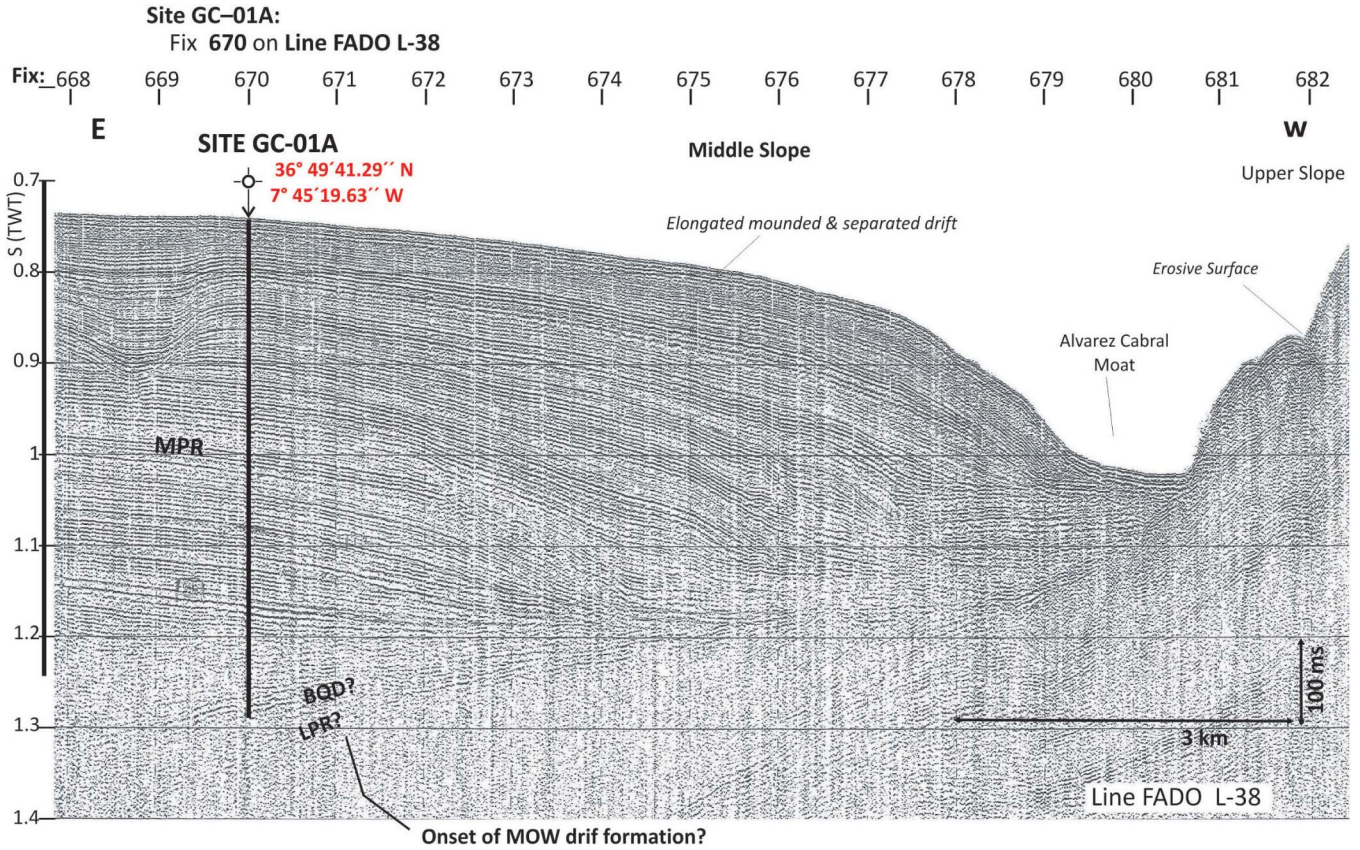 Site GC–01A:
Fix 670 on Line FADO L-38
Fix: 668 669 670 671 672 673 674 675 676 677 678 679 680 681 682
E
W
SITE GC-01A
36° 49´41.29´´ N
7° 45´19.63´´ W
Middle Slope
Upper Slope
S (TWT)
0.7
0.8
0.9
1
1.1
1.2
1.3
1.4
Elongated mounded & separated drift
Erosive Surface
Alvarez Cabral
Moat
MPR
BQD?
LPR?
100 ms
3 km
Line FADO L-38
Onset of MOW drif formation?